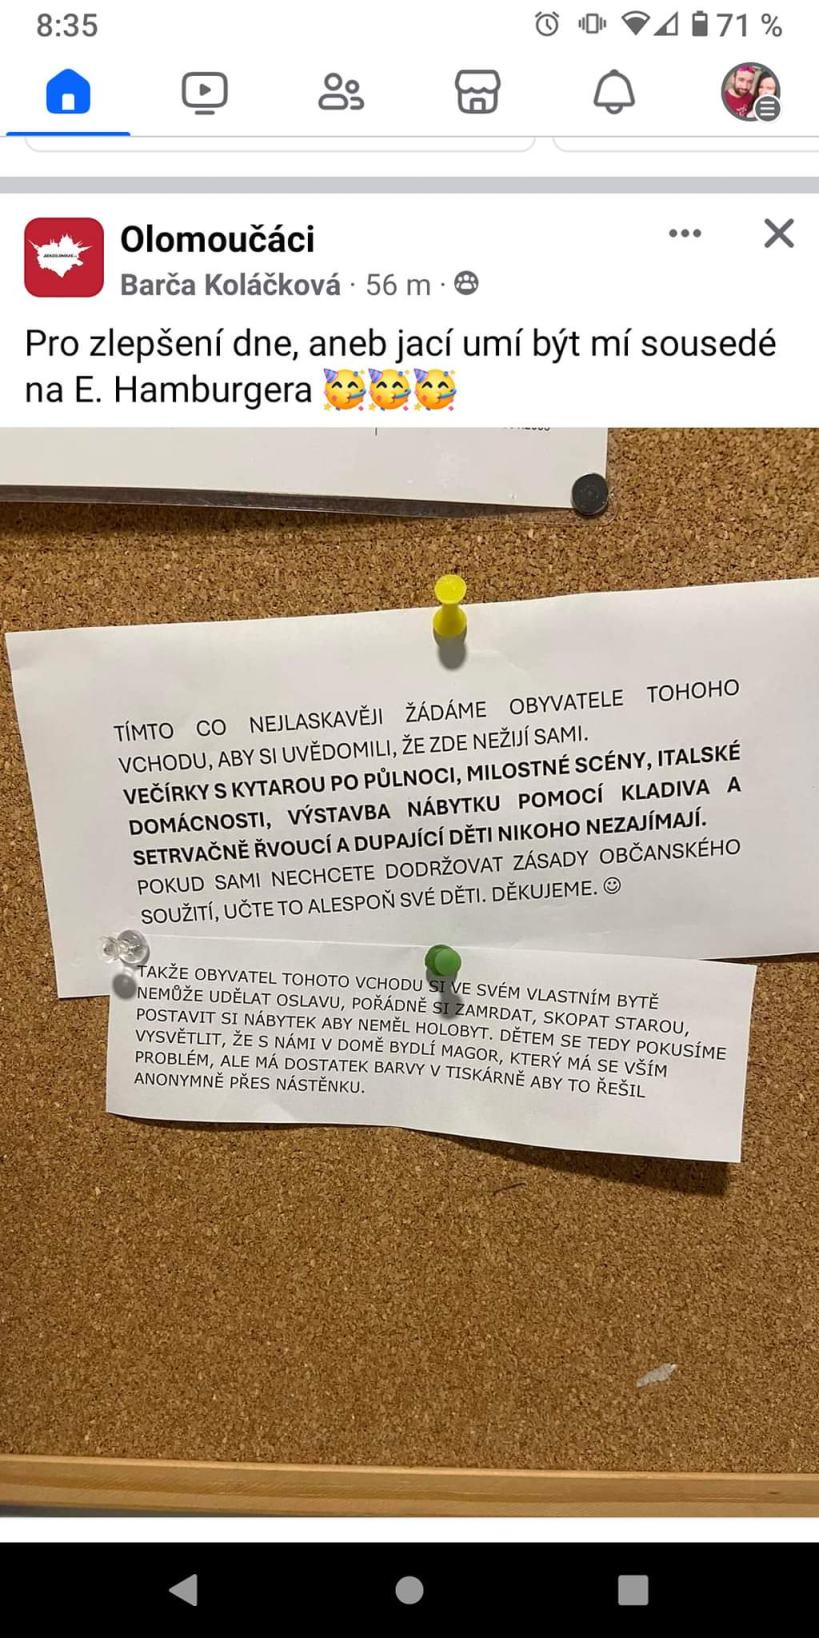 8:35
71 %
Olomoučáci
Barča Koláčková · 56 m ·
Pro zlepšení dne, aneb jací umí být mí sousedé
na E. Hamburgera 🥳🥳🥳
TÍMTO CO NEJLASKAVĚJI ŽÁDÁME OBYVATELE TOHOHO
VCHODU, ABY SI UVĚDOMILI, ŽE ZDE NEŽIJÍ SAMI.
VEČÍRKY S KYTAROU PO PŮLNOCI, MILOSTNÉ SCÉNY, ITALSKÉ
DOMÁCNOSTI, VÝSTAVBA NÁBYTKU POMOCÍ KLADIVA A
SETRVAČNĚ ŘVOUCÍ A DUPAJÍCÍ DĚTI NIKOHO NEZAJÍMAJÍ.
POKUD SAMI NECHCETE DODRŽOVAT ZÁSADY OBČANSKÉHO
SOUŽITÍ, UČTE TO ALESPOŇ SVÉ DĚTI. DĚKUJEME. ☺
TAKŽE OBYVATEL TOHOTO VCHODU SI VE SVÉM VLASTNÍM BYTĚ
NEMŮŽE UDĚLAT OSLAVU, POŘÁDNĚ SI ZAMRDAT, SKOPAT STAROU,
POSTAVIT SI NÁBYTEK ABY NEMĚL HOLOBYT. DĚTEM SE TEDY POKUSÍME
VYSVĚTLIT, ŽE S NÁMI V DOMĚ BYDLÍ MAGOR, KTERÝ MÁ SE VŠÍM
PROBLÉM, ALE MÁ DOSTATEK BARVY V TISKÁRNĚ ABY TO ŘEŠIL
ANONYMNĚ PŘES NÁSTĚNKU.